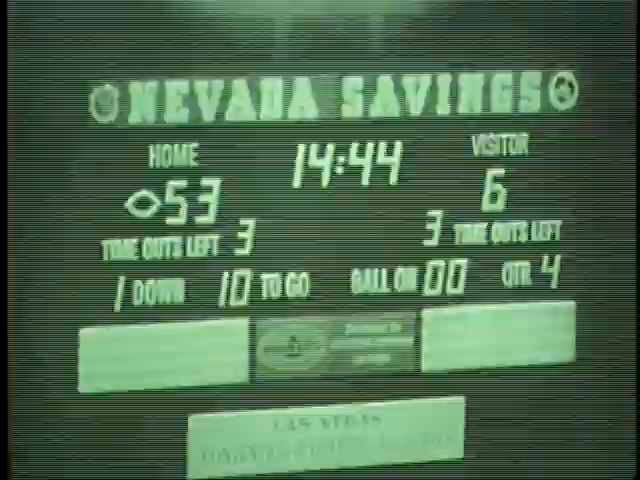 NEVADA SAVINGS
HOME 14:44 VISITOR
53 6
TIME OUTS LEFT 3 3 TIME OUTS LEFT
1 DOWN 10 TO GO BALL ON 00 QTR 4
LAS VEGAS